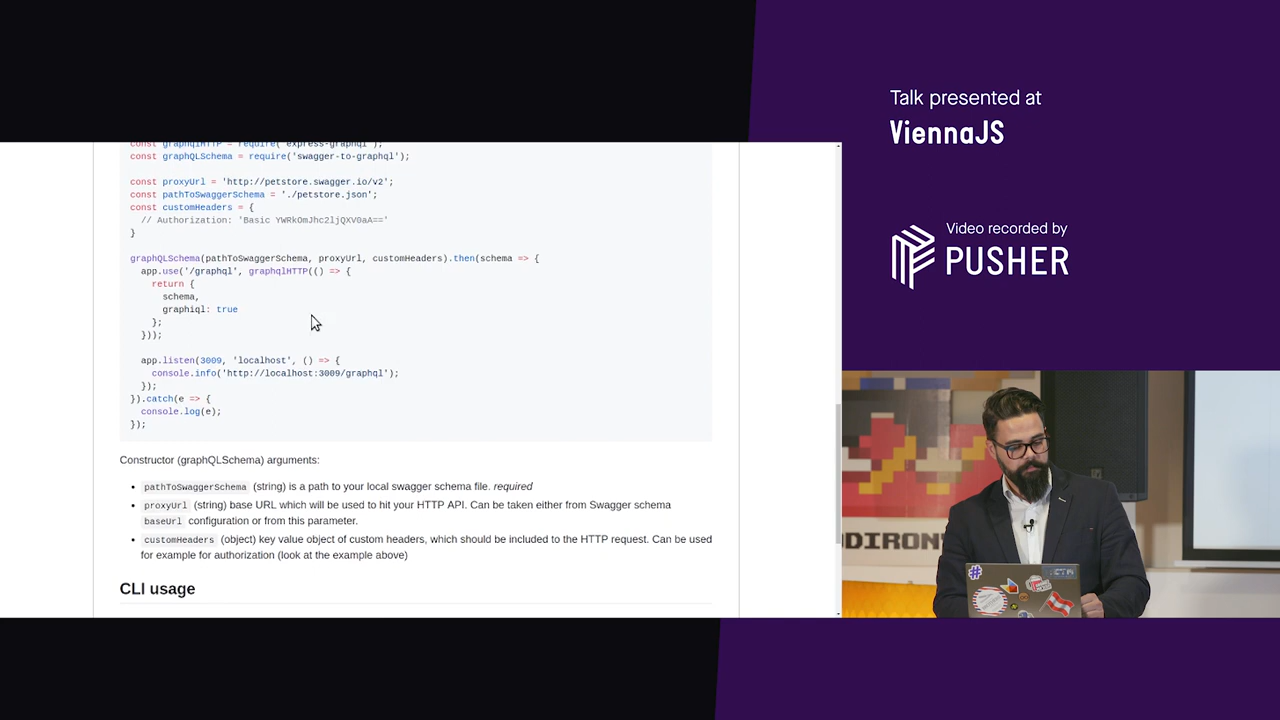 const graphqlHTTP = require('express-graphql');
const graphQLSchema = require('swagger-to-graphql');
const proxyUrl = 'http://petstore.swagger.io/v2';
const pathToSwaggerSchema = './petstore.json';
const customHeaders = {
// Authorization: 'Basic YWRkOmJhc2ljQXV0aA=='
}
graphQLSchema(pathToSwaggerSchema, proxyUrl, customHeaders).then(schema => {
app.use('/graphql', graphqlHTTP(() => {
return {
schema,
graphiql: true
};
}));
app.listen(3009, 'localhost', () => {
console.info('http://localhost:3009/graphql');
});
}).catch(e => {
console.log(e);
});
Constructor (graphQLSchema) arguments:
• pathToSwaggerSchema (string) is a path to your local swagger schema file. required
• proxyUrl (string) base URL which will be used to hit your HTTP API. Can be taken either from Swagger schema
baseUrl configuration or from this parameter.
• customHeaders (object) key value object of custom headers, which should be included to the HTTP request. Can be used
for example for authorization (look at the example above)
CLI usage
Talk presented at
ViennaJS
Video recorded by
PUSHER
DIRON